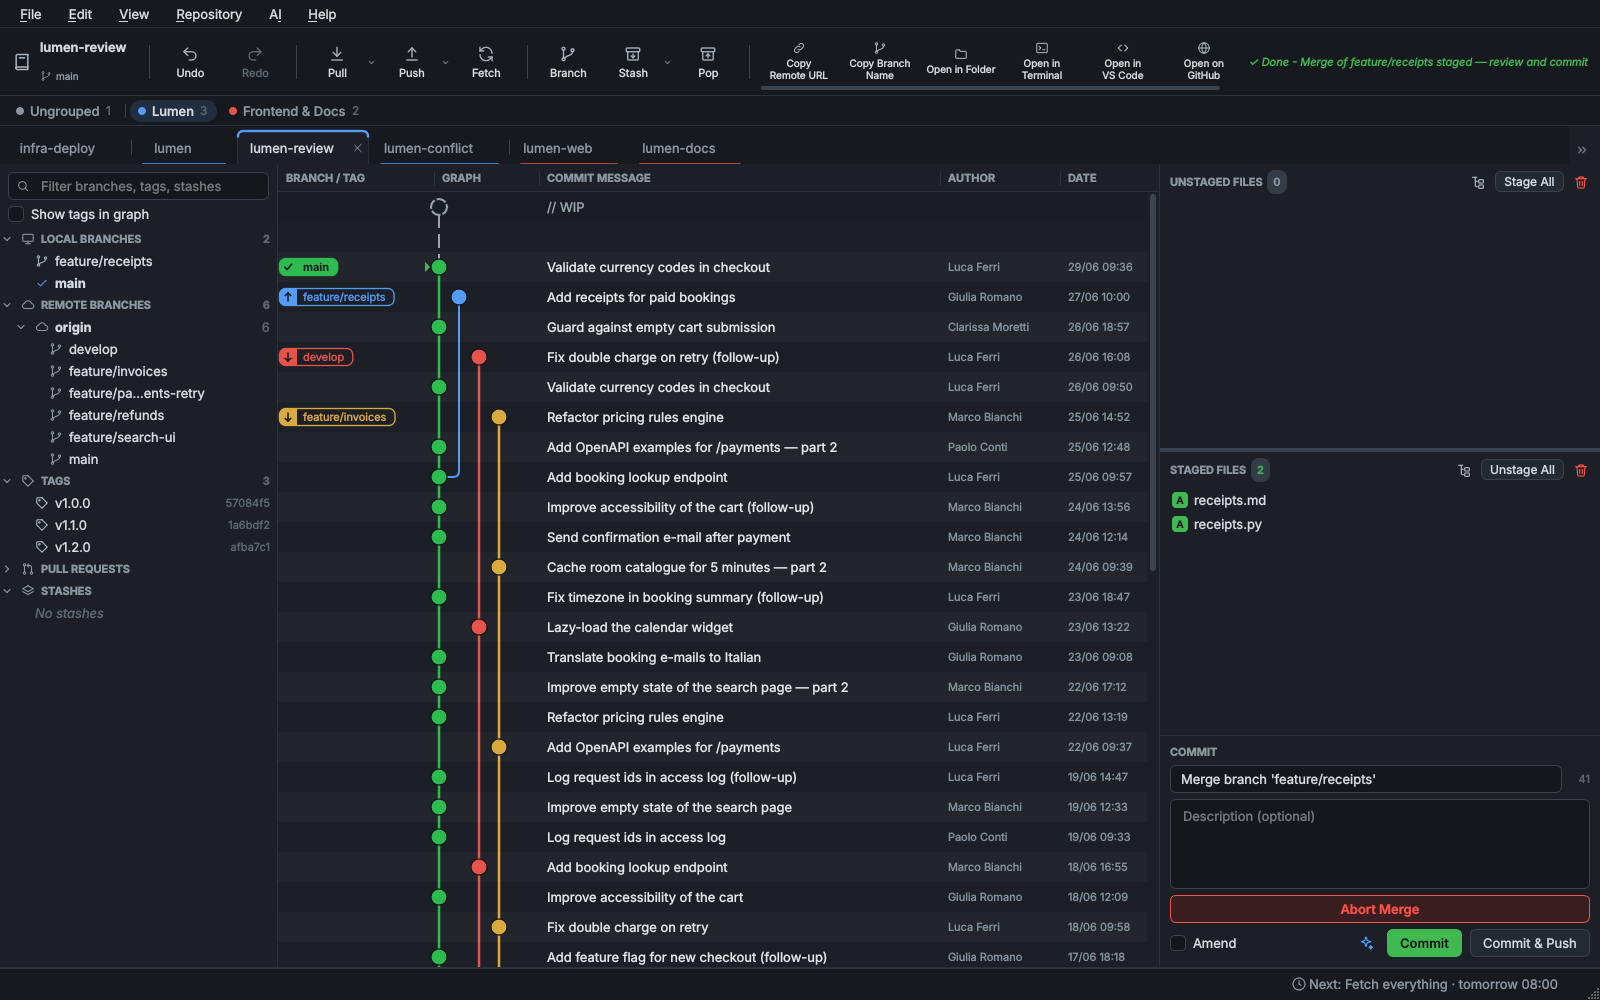 File Edit View Repository AI Help
lumen-review
main
Undo Redo Pull Push Fetch Branch Stash Pop
Copy Remote URL
Copy Branch Name
Open in Folder
Open in Terminal
Open in VS Code
Open on GitHub
✓ Done - Merge of feature/receipts staged — review and commit
Ungrouped 1 Lumen 3 Frontend & Docs 2
infra-deploy lumen lumen-review × lumen-conflict lumen-web lumen-docs »
Filter branches, tags, stashes
Show tags in graph
LOCAL BRANCHES 2
feature/receipts
main
REMOTE BRANCHES 6
origin 6
develop
feature/invoices
feature/pa...ents-retry
feature/refunds
feature/search-ui
main
TAGS 3
v1.0.0 57084f5
v1.1.0 1a6bdf2
v1.2.0 afba7c1
PULL REQUESTS
STASHES
No stashes
BRANCH / TAG GRAPH COMMIT MESSAGE AUTHOR DATE
// WIP
main Validate currency codes in checkout Luca Ferri 29/06 09:36
feature/receipts Add receipts for paid bookings Giulia Romano 27/06 10:00
Guard against empty cart submission Clarissa Moretti 26/06 18:57
develop Fix double charge on retry (follow-up) Luca Ferri 26/06 16:08
Validate currency codes in checkout Luca Ferri 26/06 09:50
feature/invoices Refactor pricing rules engine Marco Bianchi 25/06 14:52
Add OpenAPI examples for /payments — part 2 Paolo Conti 25/06 12:48
Add booking lookup endpoint Luca Ferri 25/06 09:57
Improve accessibility of the cart (follow-up) Marco Bianchi 24/06 13:56
Send confirmation e-mail after payment Marco Bianchi 24/06 12:14
Cache room catalogue for 5 minutes — part 2 Marco Bianchi 24/06 09:39
Fix timezone in booking summary (follow-up) Luca Ferri 23/06 18:47
Lazy-load the calendar widget Giulia Romano 23/06 13:22
Translate booking e-mails to Italian Giulia Romano 23/06 09:08
Improve empty state of the search page — part 2 Marco Bianchi 22/06 17:12
Refactor pricing rules engine Luca Ferri 22/06 13:19
Add OpenAPI examples for /payments Luca Ferri 22/06 09:37
Log request ids in access log (follow-up) Luca Ferri 19/06 14:47
Improve empty state of the search page Marco Bianchi 19/06 12:33
Log request ids in access log Paolo Conti 19/06 09:33
Add booking lookup endpoint Marco Bianchi 18/06 16:55
Improve accessibility of the cart Giulia Romano 18/06 12:09
Fix double charge on retry Luca Ferri 18/06 09:58
Add feature flag for new checkout (follow-up) Giulia Romano 17/06 18:18
UNSTAGED FILES 0 Stage All
STAGED FILES 2 Unstage All
A receipts.md
A receipts.py
COMMIT
Merge branch 'feature/receipts' 41
Description (optional)
Abort Merge
Amend Commit Commit & Push
Next: Fetch everything · tomorrow 08:00